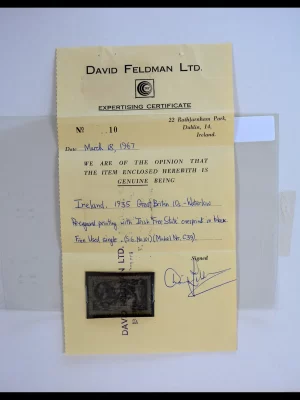 DAVID FELDMAN LTD.
EXPERTISING CERTIFICATE
22 Rathfarnham Park,
Dublin, 14,
Ireland.
No 10
Date March 18, 1967
WE ARE OF THE OPINION THAT
THE ITEM ENCLOSED HEREWITH IS
GENUINE BEING
Ireland, 1935 Great Britain 10/- Waterlow
Re-engraved printing with 'Irish Free State' overprint in black
Fine Used single
Signed
DAVID LTD.